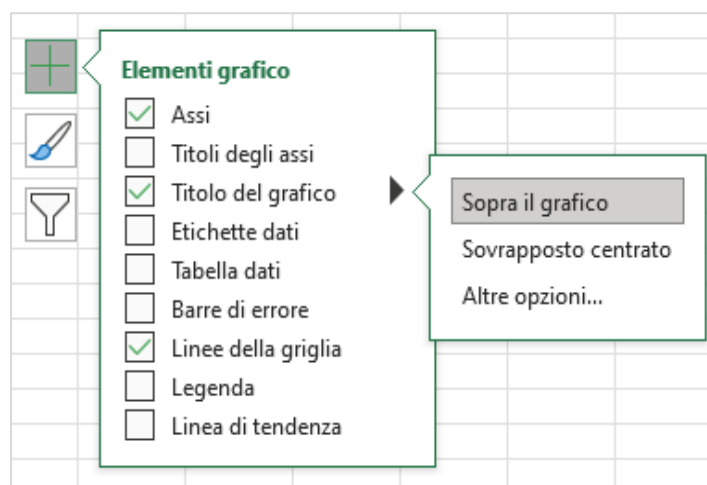 Elementi grafico
Assi
Titoli degli assi
Titolo del grafico
Etichette dati
Tabella dati
Barre di errore
Linee della griglia
Legenda
Linea di tendenza
Sopra il grafico
Sovrapposto centrato
Altre opzioni...